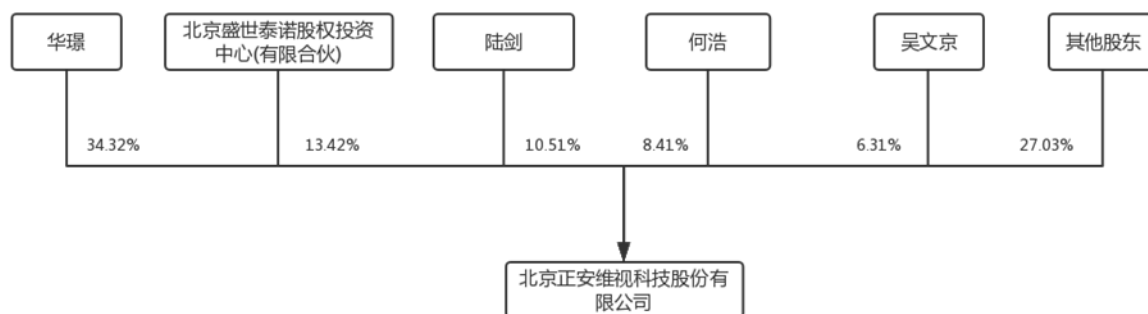 华璟
北京盛世泰诺股权投资
中心(有限合伙)
陆剑
何浩
吴文京
其他股东
34.32%
13.42%
10.51%
8.41%
6.31%
27.03%
北京正安维视科技股份有
限公司